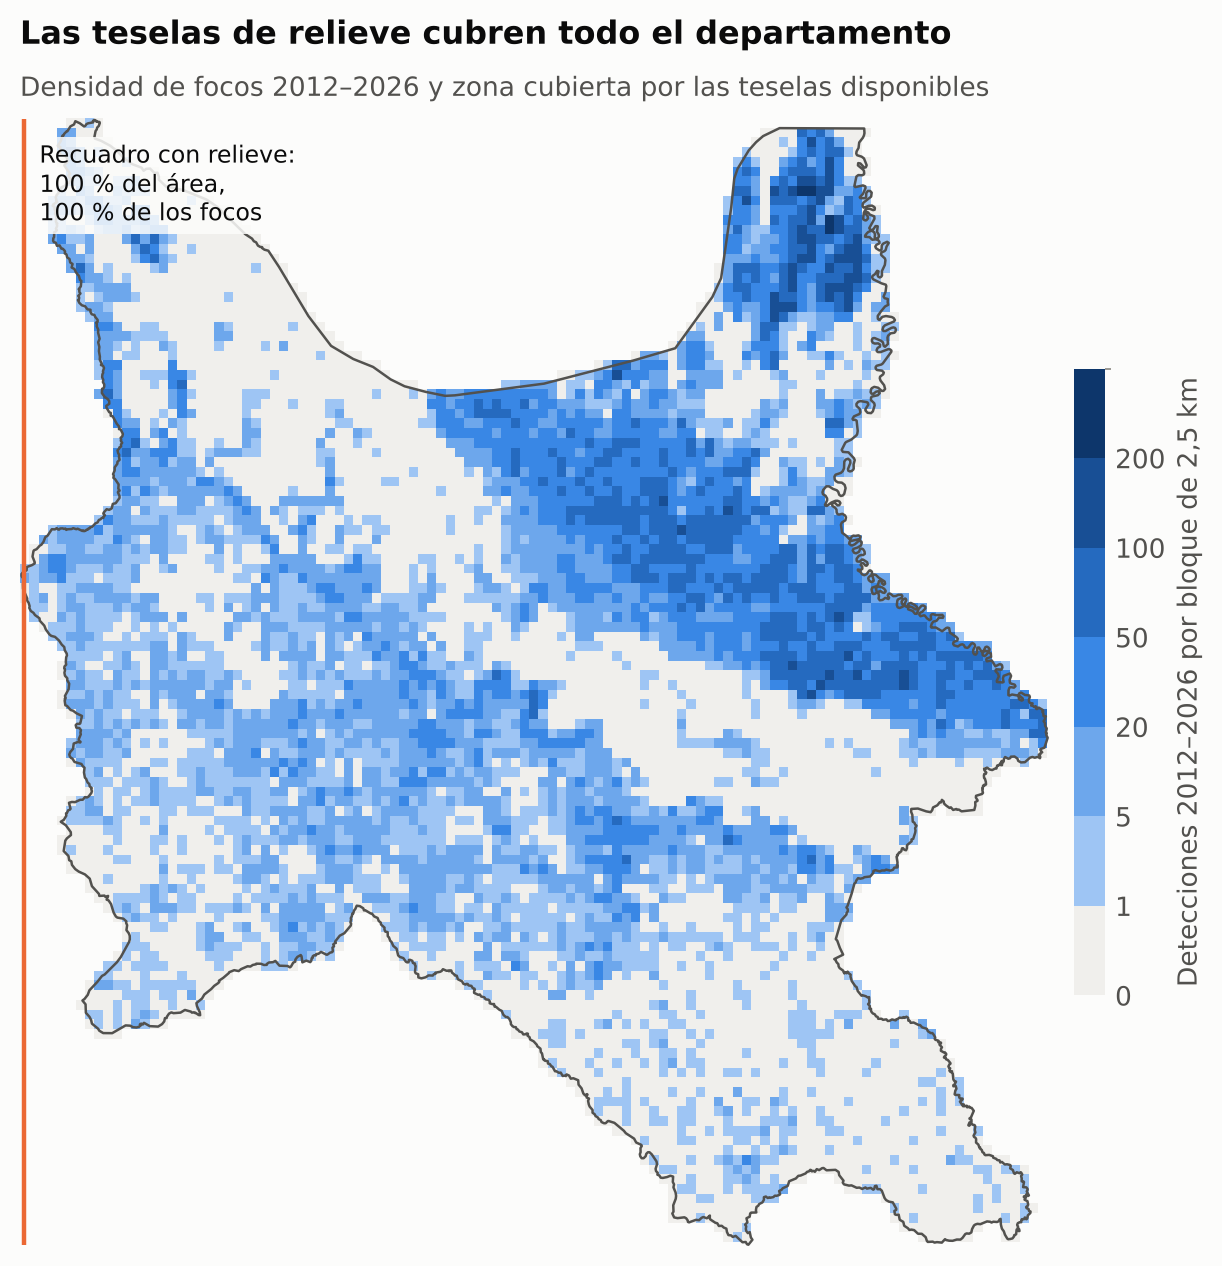 Las teselas de relieve cubren todo el departamento
Densidad de focos 2012–2026 y zona cubierta por las teselas disponibles
Recuadro con relieve:
100 % del área,
100 % de los focos
200
100
50
20
5
1
0
Detecciones 2012–2026 por bloque de 2,5 km